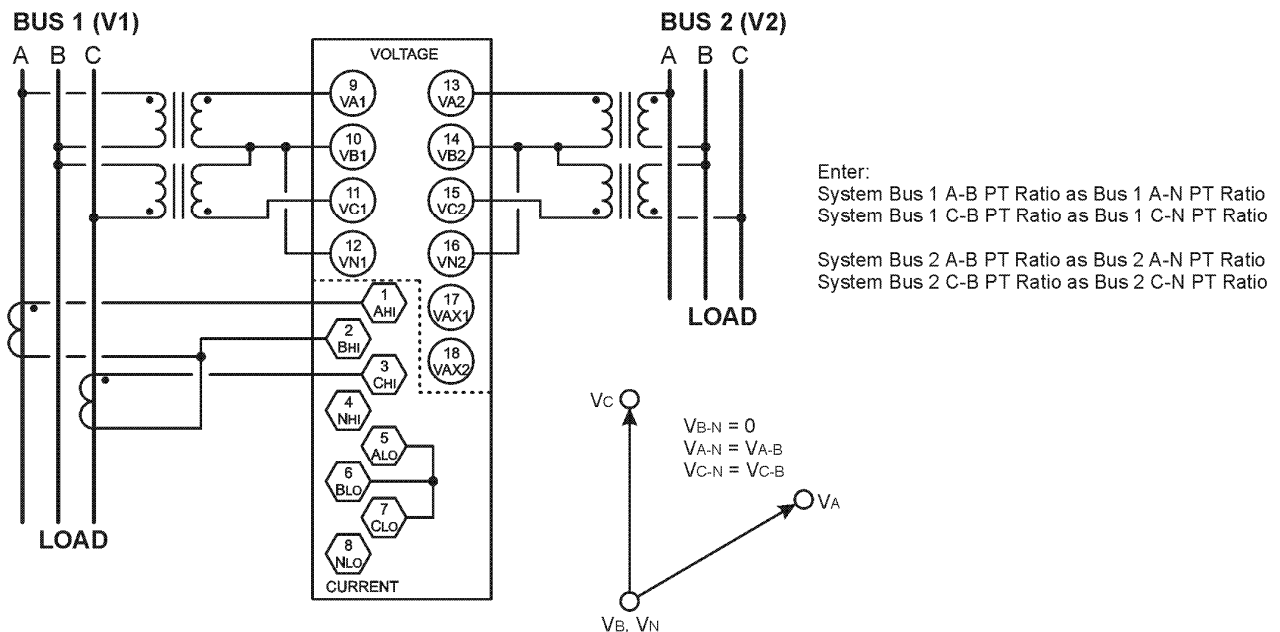 BUS 1 (V1)
A B C
VOLTAGE
9
VA1
10
VB1
11
VC1
12
VN1
13
VA2
14
VB2
15
VC2
16
VN2
17
VAX1
18
VAX2
1
AHI
2
BHI
3
CHI
4
NHI
5
ALO
6
BLO
7
CLO
8
NLO
CURRENT
LOAD
BUS 2 (V2)
A B C
LOAD
Enter:
System Bus 1 A-B PT Ratio as Bus 1 A-N PT Ratio
System Bus 1 C-B PT Ratio as Bus 1 C-N PT Ratio
System Bus 2 A-B PT Ratio as Bus 2 A-N PT Ratio
System Bus 2 C-B PT Ratio as Bus 2 C-N PT Ratio
VC
VB-N = 0
VA-N = VA-B
VC-N = VC-B
VA
VB, VN